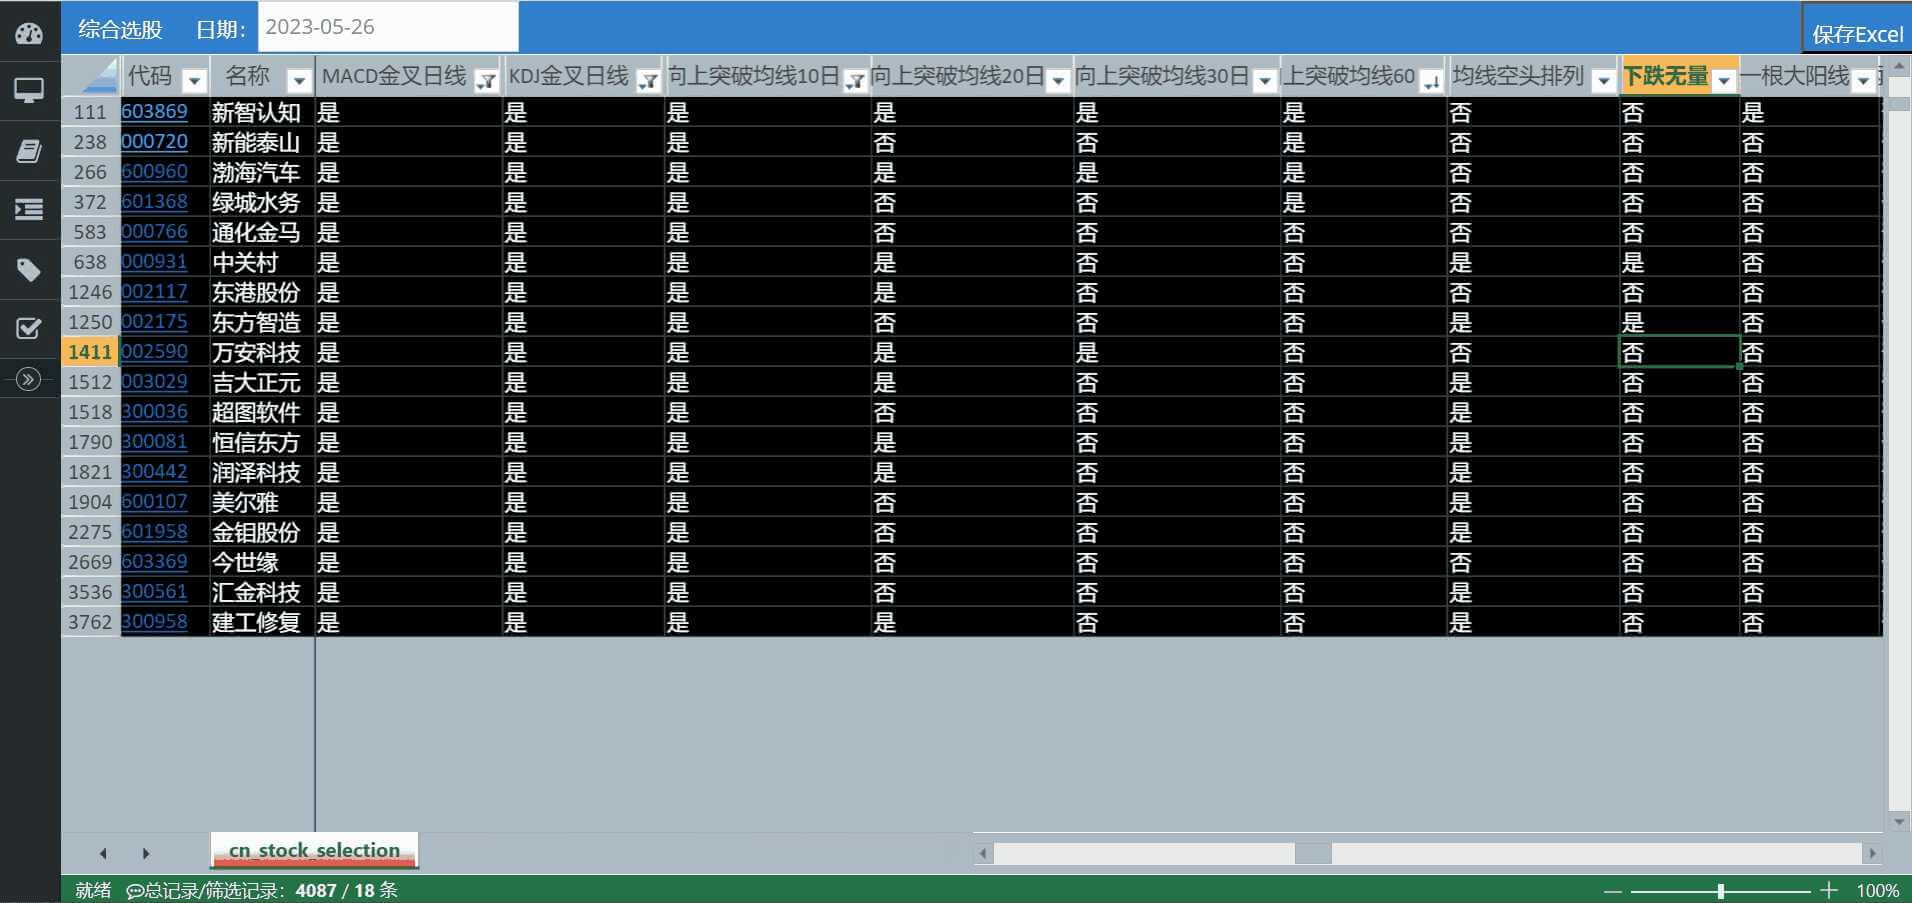 综合选股 日期： 2023-05-26 保存Excel
代码 名称 MACD金叉日线 KDJ金叉日线 向上突破均线10日 向上突破均线20日 向上突破均线30日 上突破均线60 均线空头排列 下跌无量 一根大阳线
111 603869 新智认知 是 是 是 是 是 是 否 否 是
238 000720 新能泰山 是 是 是 否 否 是 否 否 否
266 600960 渤海汽车 是 是 是 是 是 是 否 否 否
372 601368 绿城水务 是 是 是 否 否 是 否 否 否
583 000766 通化金马 是 是 是 否 否 否 否 否 否
638 000931 中关村 是 是 是 是 否 否 是 是 否
1246 002117 东港股份 是 是 是 是 否 否 否 否 否
1250 002175 东方智造 是 是 是 否 否 否 是 是 否
1411 002590 万安科技 是 是 是 是 是 否 否 否 否
1512 003029 吉大正元 是 是 是 是 否 否 是 否 否
1518 300036 超图软件 是 是 是 否 否 否 是 否 否
1790 300081 恒信东方 是 是 是 是 否 否 是 否 否
1821 300442 润泽科技 是 是 是 是 否 否 是 否 否
1904 600107 美尔雅 是 是 是 否 否 否 是 否 否
2275 601958 金钼股份 是 是 是 否 否 否 是 否 否
2669 603369 今世缘 是 是 是 否 否 否 否 否 否
3536 300561 汇金科技 是 是 是 否 否 否 是 否 否
3762 300958 建工修复 是 是 是 是 否 否 是 否 否
cn_stock_selection
就绪 总记录/筛选记录：4087 / 18 条 100%